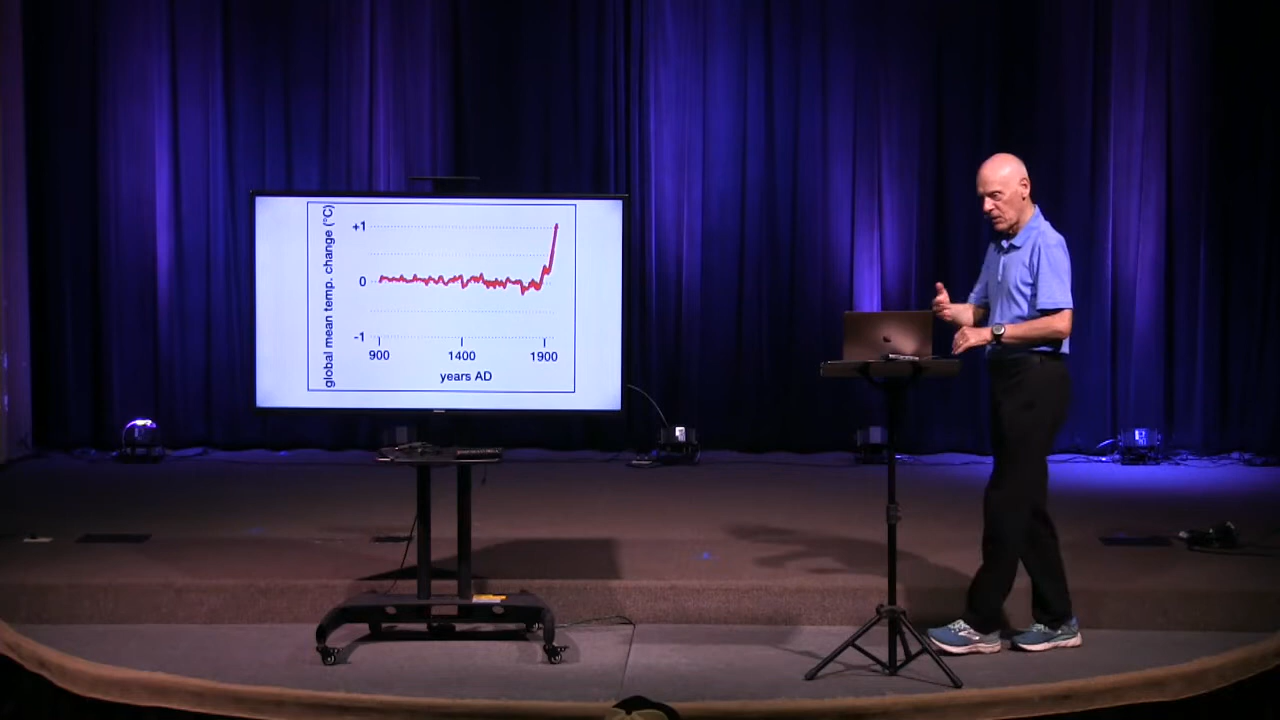 global mean temp. change (°C)
+1
0
-1
900 1400 1900
years AD